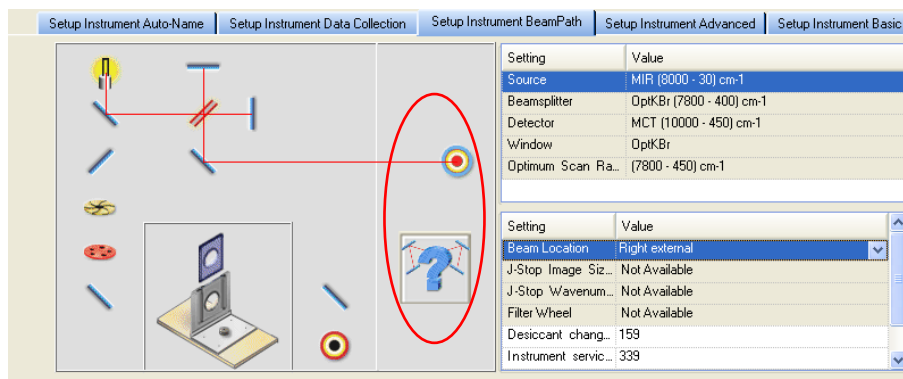 Setup Instrument Auto-Name Setup Instrument Data Collection Setup Instrument BeamPath Setup Instrument Advanced Setup Instrument Basic
Setting Value
Source MIR (8000 - 30) cm-1
Beamsplitter OptKBr (7800 - 400) cm-1
Detector MCT (10000 - 450) cm-1
Window OptKBr
Optimum Scan Ra... (7800 - 450) cm-1
Setting Value
Beam Location Right external
J-Stop Image Siz... Not Available
J-Stop Wavenum... Not Available
Filter Wheel Not Available
Desiccant chang... 159
Instrument servic... 339
?